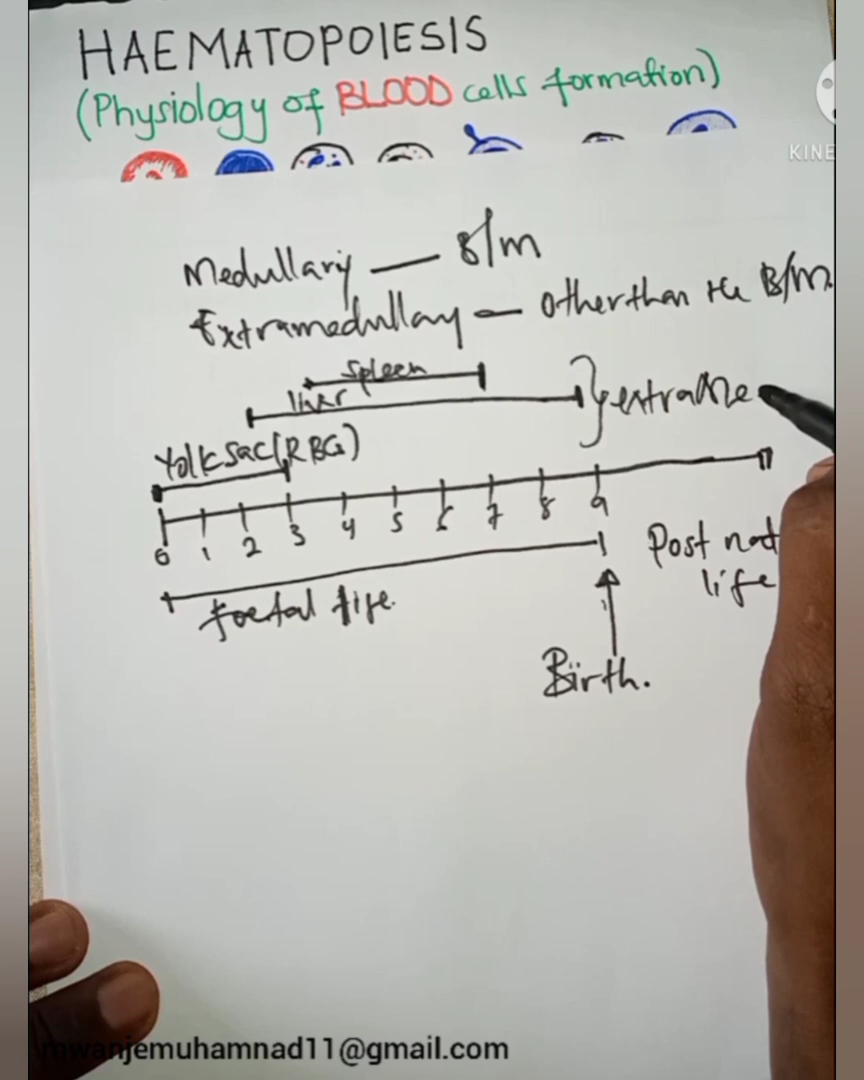 HAEMATOPOIESIS
(Physiology of BLOOD cells formation)
KINE
Medullary — B/m
Extramedullary — Other than the B/m
Spleen
liver
extrame
Yolk Sac (RBC)
0 1 2 3 4 5 6 7 8 9
Post nat
life
foetal life.
Birth.
mwanjemuhamnad11@gmail.com